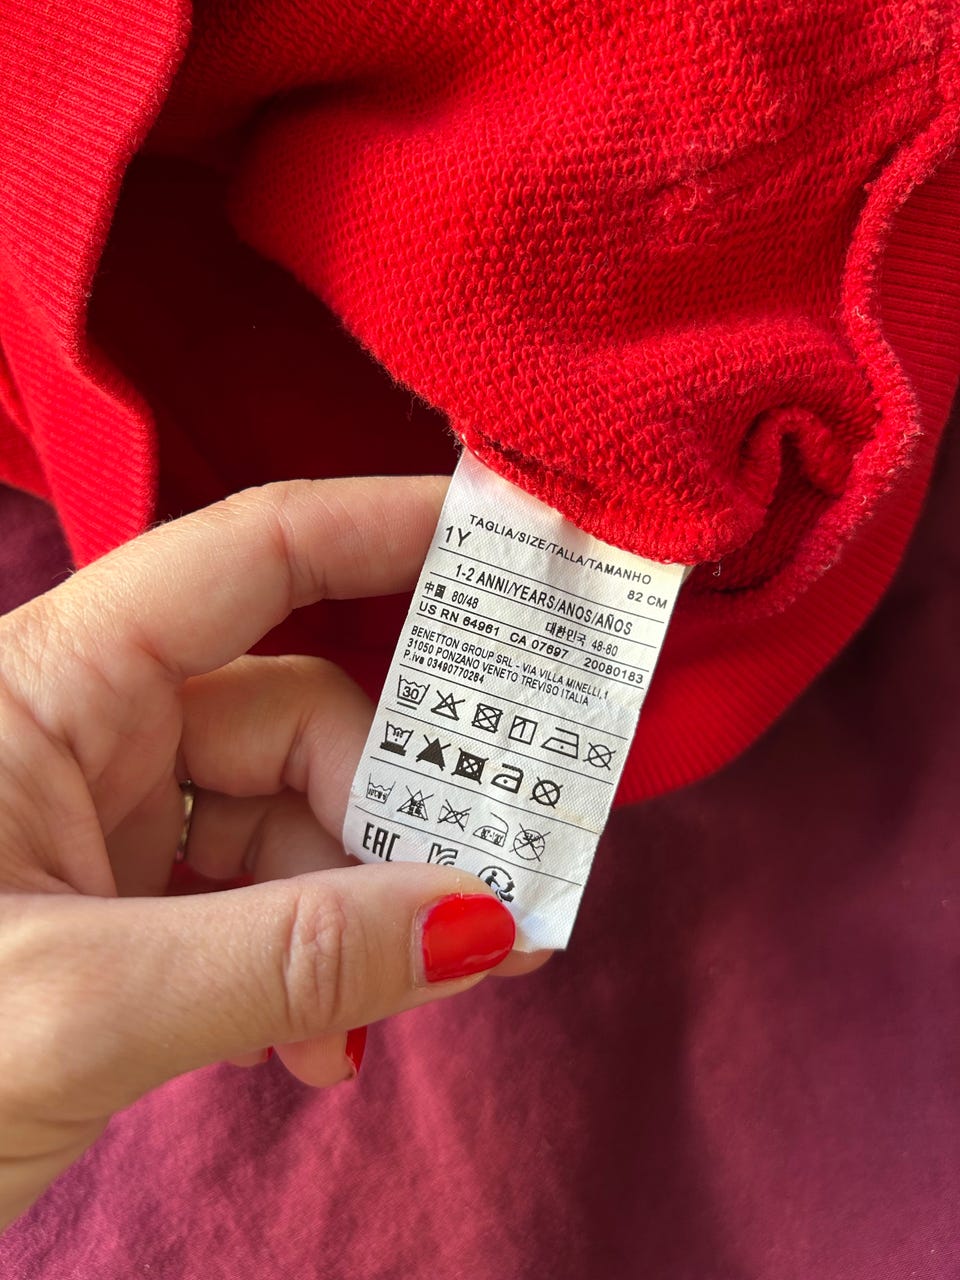 TAGLIA/SIZE/TALLA/TAMANHO
1Y 82 CM
1-2 ANNI/YEARS/ANOS/AÑOS
中國 80/48 대한민국 48-80
US RN 64961 CA 07697 20080183
BENETTON GROUP SRL - VIA VILLA MINELLI,1
31050 PONZANO VENETO TREVISO ITALIA
P.iva 03490770264
30
EAC